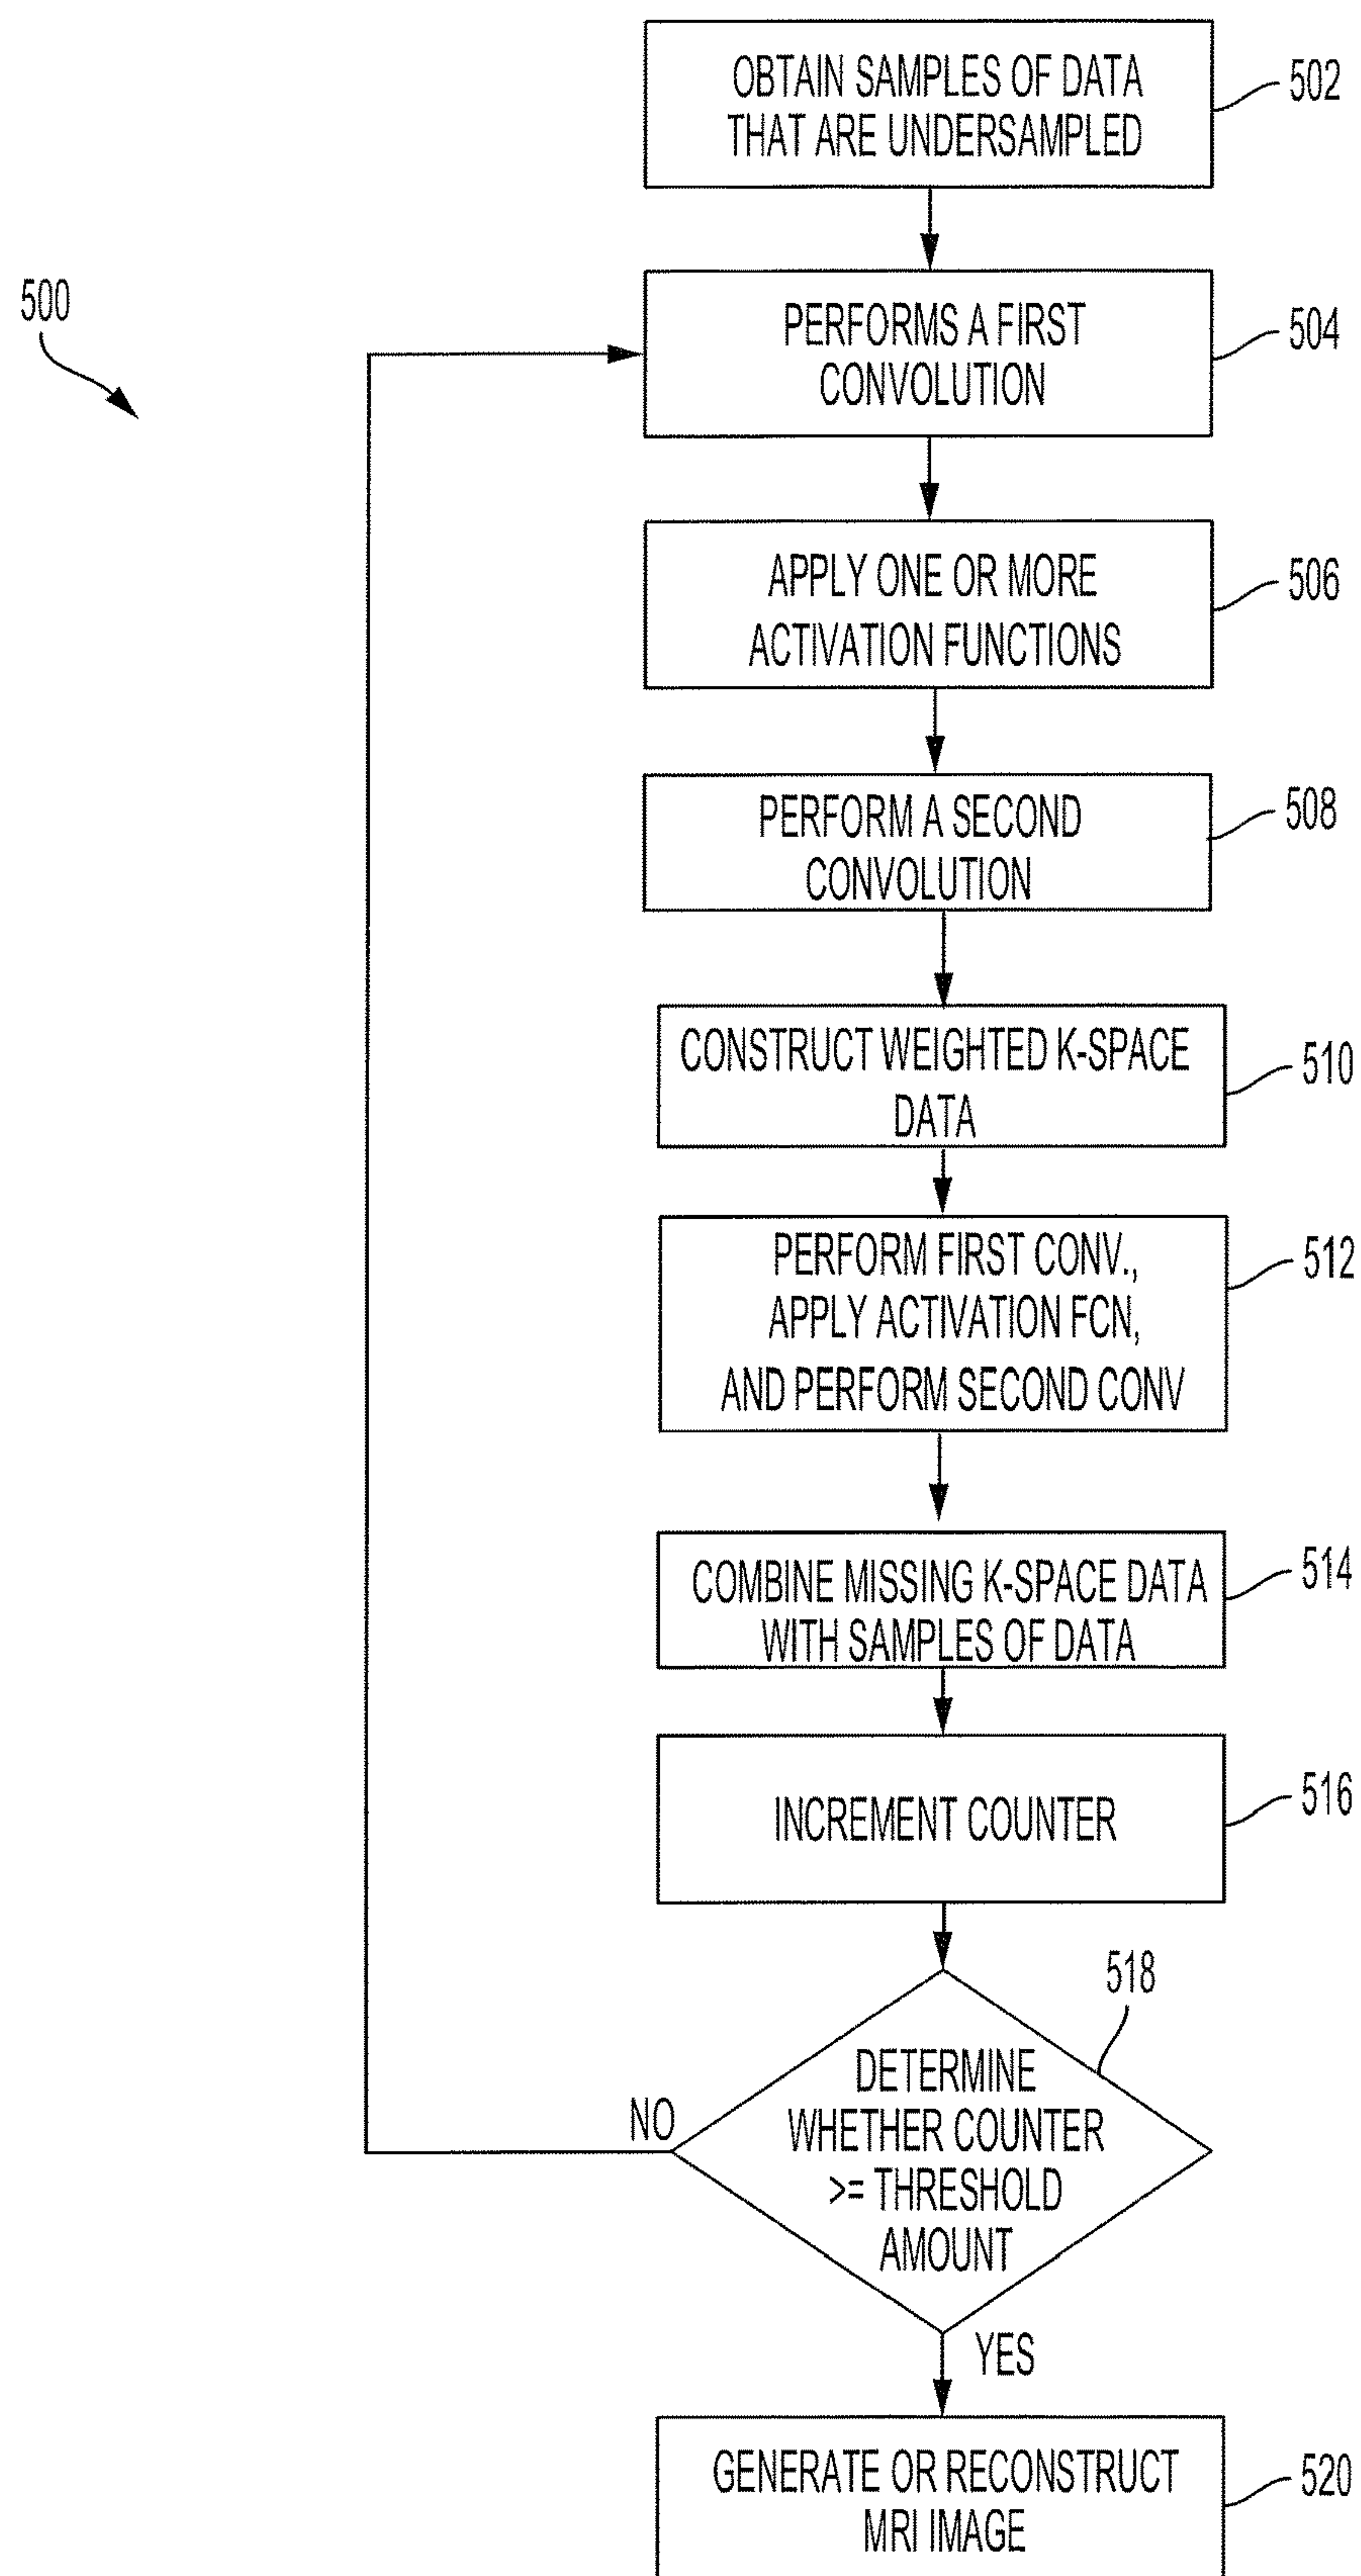 OBTAIN SAMPLES OF DATA
THAT ARE UNDERSAMPLED
502
500
PERFORMS A FIRST
CONVOLUTION
504
APPLY ONE OR MORE
ACTIVATION FUNCTIONS
506
PERFORM A SECOND
CONVOLUTION
508
CONSTRUCT WEIGHTED K-SPACE
DATA
510
PERFORM FIRST CONV.,
APPLY ACTIVATION FCN,
AND PERFORM SECOND CONV
512
COMBINE MISSING K-SPACE DATA
WITH SAMPLES OF DATA
514
INCREMENT COUNTER
516
518
DETERMINE
WHETHER COUNTER
>= THRESHOLD
AMOUNT
NO
YES
GENERATE OR RECONSTRUCT
MRI IMAGE
520